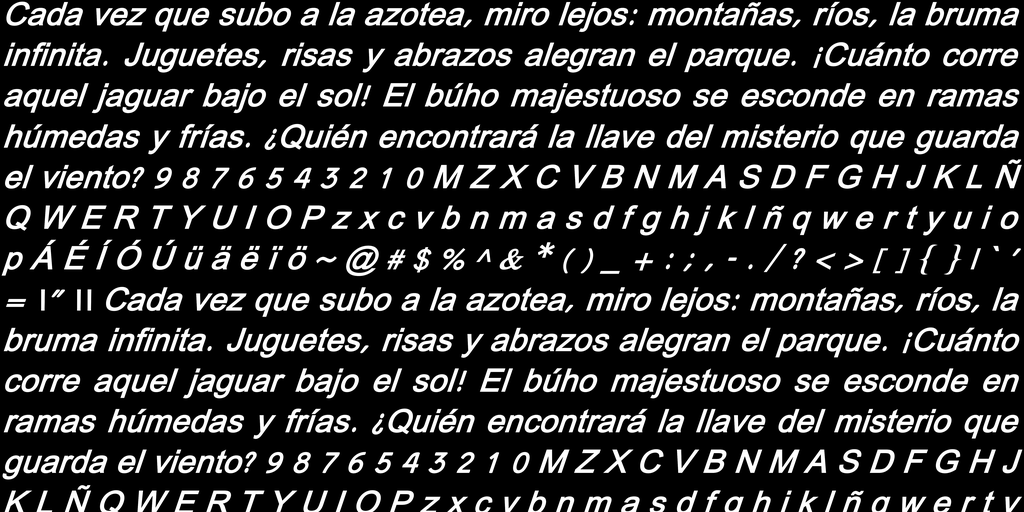 Cada vez que subo a la azotea, miro lejos: montañas, ríos, la bruma
infinita. Juguetes, risas y abrazos alegran el parque. ¡Cuánto corre
aquel jaguar bajo el sol! El búho majestuoso se esconde en ramas
húmedas y frías. ¿Quién encontrará la llave del misterio que guarda
el viento? 9 8 7 6 5 4 3 2 1 0 M Z X C V B N M A S D F G H J K L Ñ
Q W E R T Y U I O P z x c v b n m a s d f g h j k l ñ q w e r t y u i o
p Á É Í Ó Ú ü ä ë ï ö ~ @ # $ % ^ & * ( ) _ + : ; , - . / ? < > [ ] { } | ` ´
= \" \\ Cada vez que subo a la azotea, miro lejos: montañas, ríos, la
bruma infinita. Juguetes, risas y abrazos alegran el parque. ¡Cuánto
corre aquel jaguar bajo el sol! El búho majestuoso se esconde en
ramas húmedas y frías. ¿Quién encontrará la llave del misterio que
guarda el viento? 9 8 7 6 5 4 3 2 1 0 M Z X C V B N M A S D F G H J
K L Ñ Q W E R T Y U I O P z x c v b n m a s d f g h j k l ñ q w e r t y